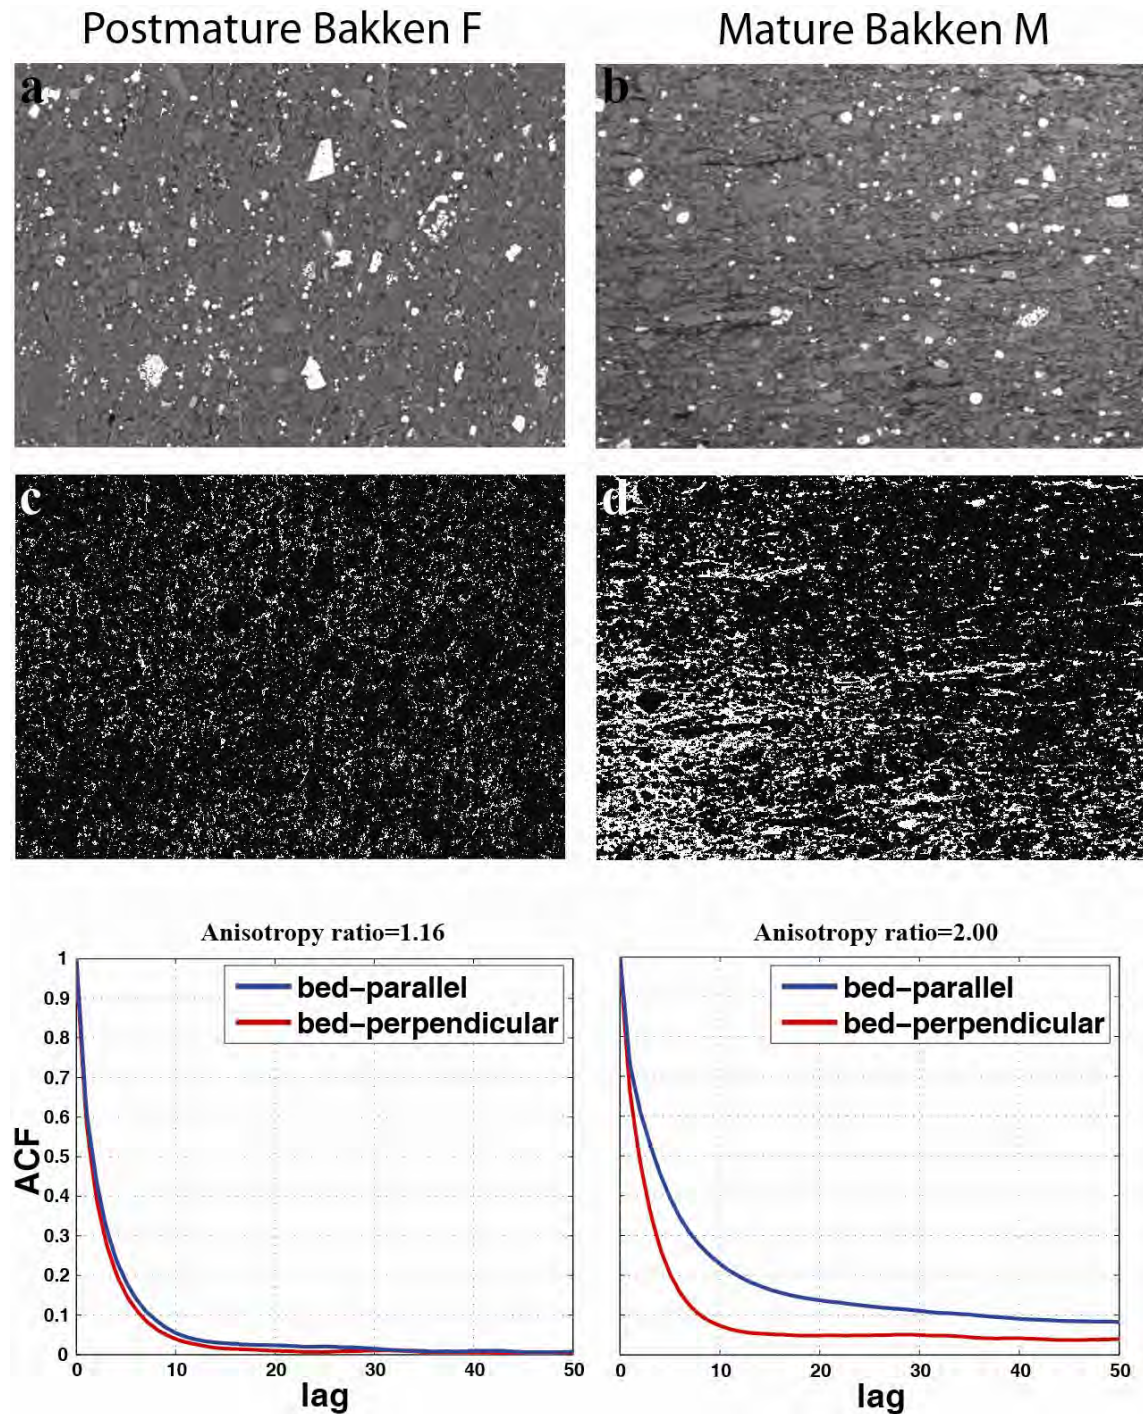 Postmature Bakken F
Mature Bakken M
a
b
c
d
Anisotropy ratio=1.16
Anisotropy ratio=2.00
1
0.9
0.8
0.7
0.6
0.5
0.4
0.3
0.2
0.1
0
ACF
bed-parallel
bed-perpendicular
0 10 20 30 40 50
lag
bed-parallel
bed-perpendicular
0 10 20 30 40 50
lag